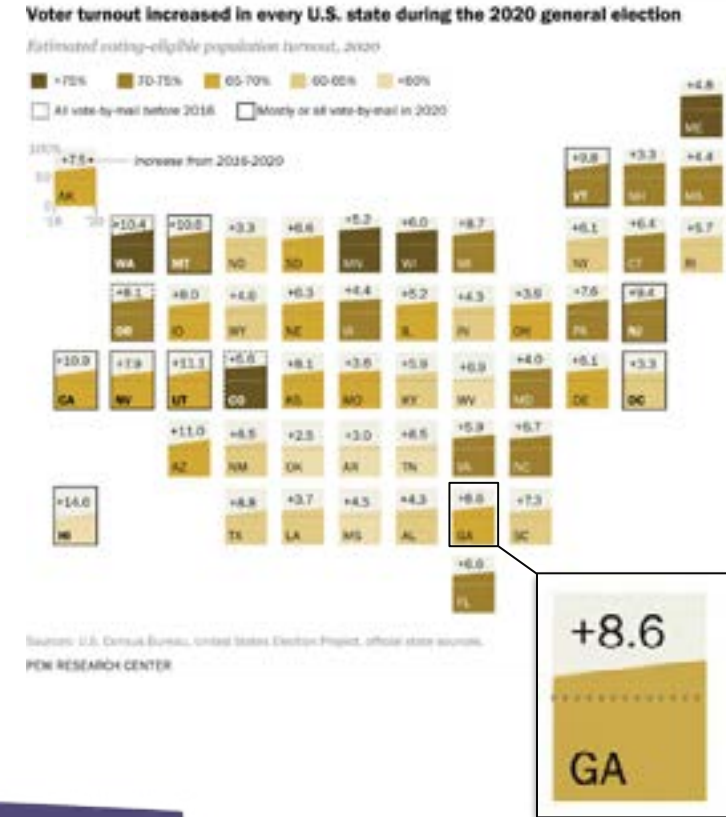 Voter turnout increased in every U.S. state during the 2020 general election
Estimated voting-eligible population turnout, 2020
>75% 70-75% 65-70% 60-65% <60%
All vote-by-mail before 2018 Mostly or all vote-by-mail in 2020
+4.8
ME
100%
+7.5 Increase from 2016-2020
50
AK
0
'16 '20
+9.8 +3.3 +4.4
VT NH MA
+10.4 +10.0 +3.3 +6.6 +5.2 +6.0 +8.7 +6.1 +6.4 +5.7
WA MT ND SD MN WI MI NY CT RI
+8.1 +8.0 +4.8 +6.3 +4.4 +5.2 +4.9 +3.8 +7.6 +9.4
OR ID WY NE IA IL IN OH PA NJ
+10.9 +7.9 +11.1 +5.6 +8.1 +3.6 +5.9 +6.9 +4.0 +6.1 +3.3
CA NV UT CO KS MO KY WV MD DE DC
+11.0 +6.5 +2.5 +3.0 +8.5 +5.9 +5.7
AZ NM OK AR TN VA NC
+14.6 +8.8 +3.7 +4.5 +4.3 +8.6 +7.3
HI TX LA MS AL GA SC
FL
Sources: U.S. Census Bureau, United States Election Project, official state sources.
PEW RESEARCH CENTER
+8.6
GA